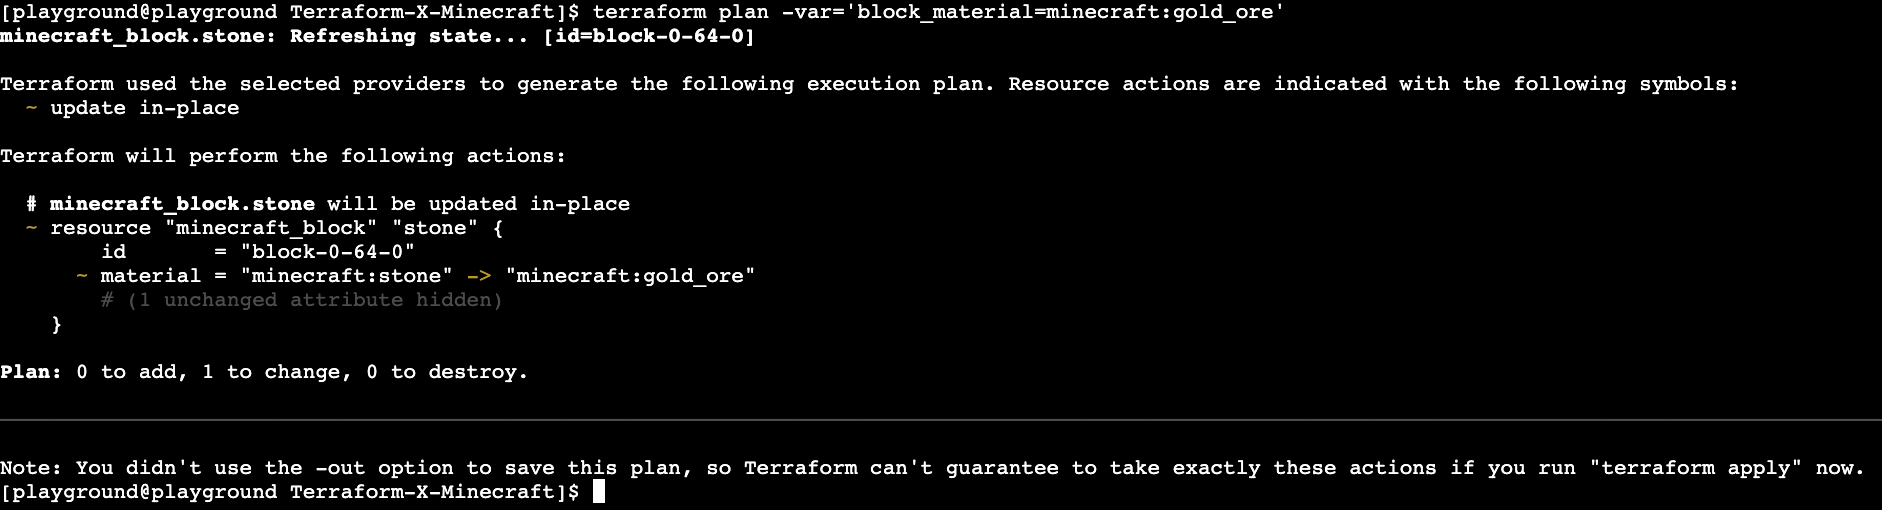 [playground@playground Terraform-X-Minecraft]$ terraform plan -var='block_material=minecraft:gold_ore'
minecraft_block.stone: Refreshing state... [id=block-0-64-0]
Terraform used the selected providers to generate the following execution plan. Resource actions are indicated with the following symbols:
  ~ update in-place
Terraform will perform the following actions:
  # minecraft_block.stone will be updated in-place
  ~ resource "minecraft_block" "stone" {
        id       = "block-0-64-0"
      ~ material = "minecraft:stone" -> "minecraft:gold_ore"
        # (1 unchanged attribute hidden)
    }
Plan: 0 to add, 1 to change, 0 to destroy.
Note: You didn't use the -out option to save this plan, so Terraform can't guarantee to take exactly these actions if you run "terraform apply" now.
[playground@playground Terraform-X-Minecraft]$